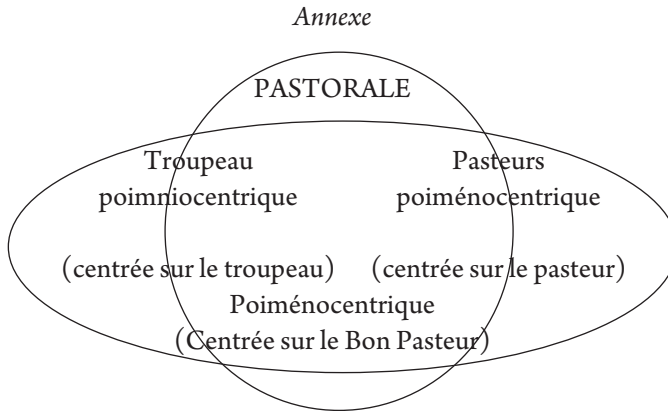 Annexe
PASTORALE
Troupeau
poimniocentrique
(centrée sur le troupeau)
Pasteurs
poiménocentrique
(centrée sur le pasteur)
Poiménocentrique
(Centrée sur le Bon Pasteur)